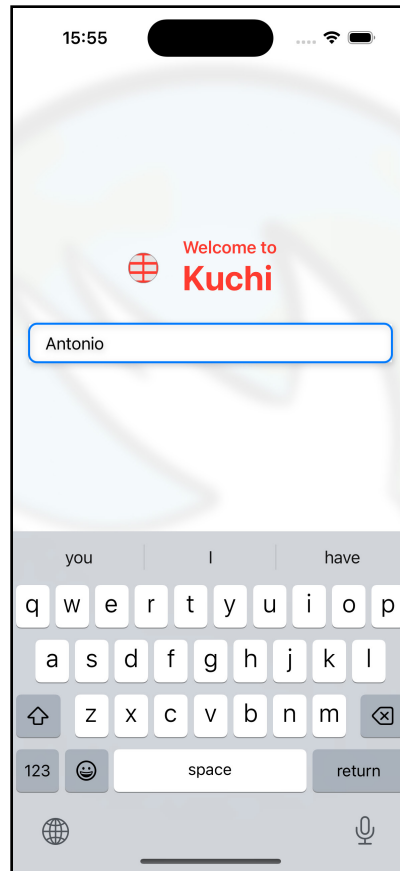 15:55
Welcome to
Kuchi
Antonio
you I have
q w e r t y u i o p
a s d f g h j k l
z x c v b n m
123 space return